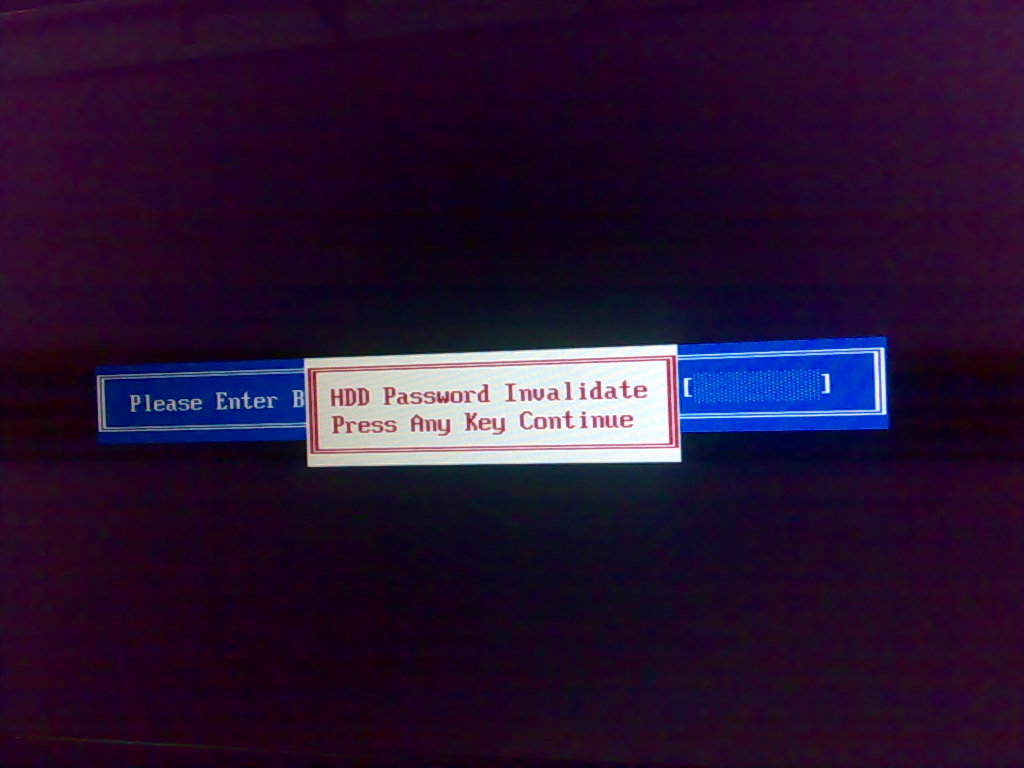 Please Enter
HDD Password Invalidate
Press Any Key Continue
[ ]